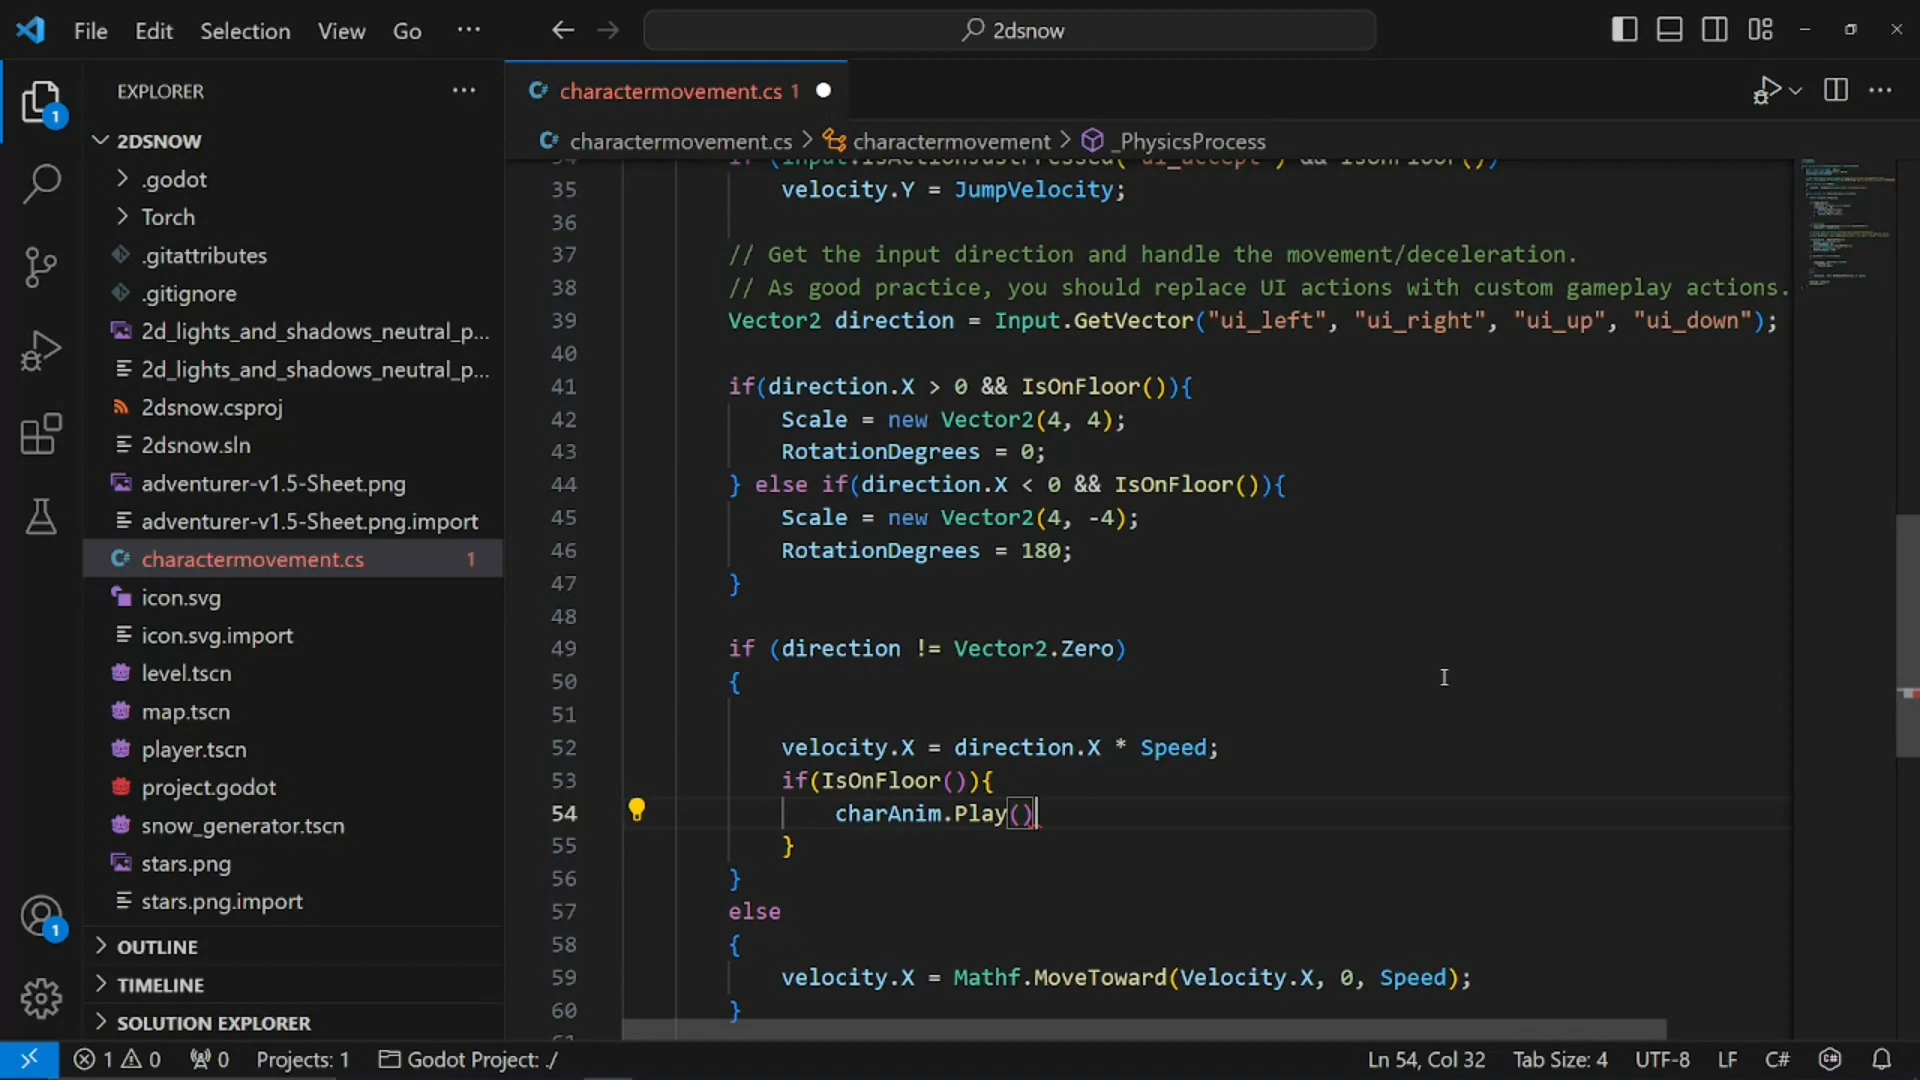 File Edit Selection View Go ··· 2dsnow
EXPLORER ···
2DSNOW
.godot
Torch
.gitattributes
.gitignore
2d_lights_and_shadows_neutral_p...
2d_lights_and_shadows_neutral_p...
2dsnow.csproj
2dsnow.sln
adventurer-v1.5-Sheet.png
adventurer-v1.5-Sheet.png.import
charactermovement.cs 1
icon.svg
icon.svg.import
level.tscn
map.tscn
player.tscn
project.godot
snow_generator.tscn
stars.png
stars.png.import
OUTLINE
TIMELINE
SOLUTION EXPLORER
1
1
charactermovement.cs 1
charactermovement.cs > charactermovement > _PhysicsProcess
34 if (Input.IsActionJustPressed("ui_accept") && IsOnFloor())
35 velocity.Y = JumpVelocity;
36
37 // Get the input direction and handle the movement/deceleration.
38 // As good practice, you should replace UI actions with custom gameplay actions.
39 Vector2 direction = Input.GetVector("ui_left", "ui_right", "ui_up", "ui_down");
40
41 if(direction.X > 0 && IsOnFloor()){
42 Scale = new Vector2(4, 4);
43 RotationDegrees = 0;
44 } else if(direction.X < 0 && IsOnFloor()){
45 Scale = new Vector2(4, -4);
46 RotationDegrees = 180;
47 }
48
49 if (direction != Vector2.Zero)
50 {
51
52 velocity.X = direction.X * Speed;
53 if(IsOnFloor()){
54 charAnim.Play()
55 }
56 }
57 else
58 {
59 velocity.X = Mathf.MoveToward(Velocity.X, 0, Speed);
60 }
1 0 0 Projects: 1 Godot Project: ./ Ln 54, Col 32 Tab Size: 4 UTF-8 LF C#